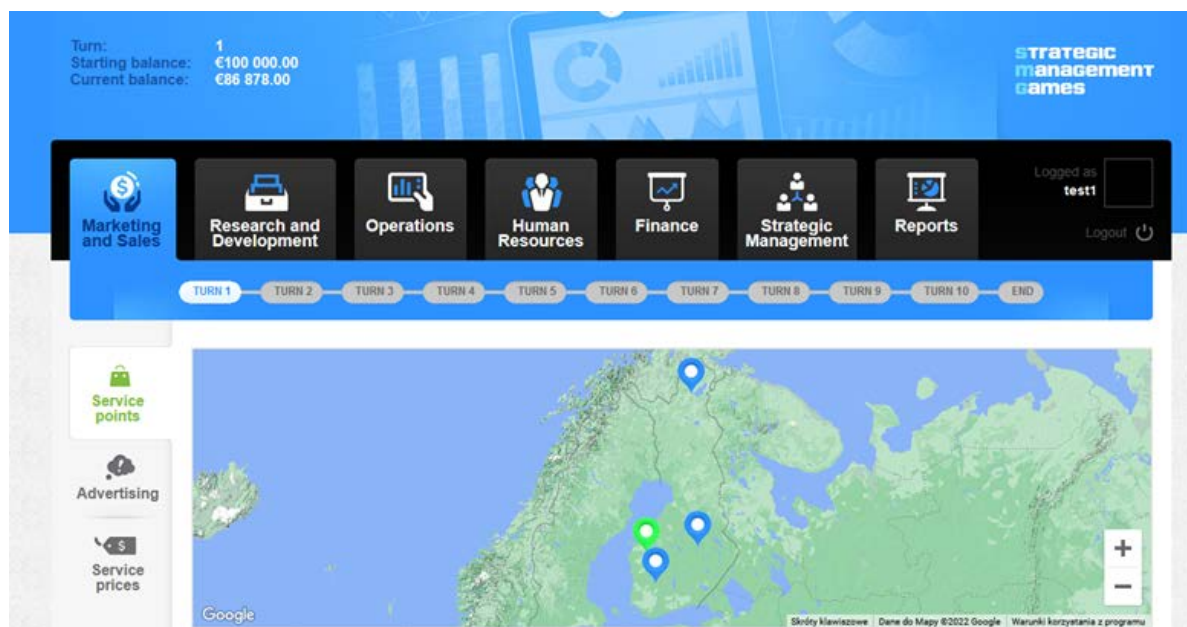 Turn: 1
Starting balance: €100 000.00
Current balance: €86 878.00
sTraTeGic
manaGemenT
Games
Marketing
and Sales
Research and
Development
Operations
Human
Resources
Finance
Strategic
Management
Reports
Logged as
test1
Logout
TURN 1 TURN 2 TURN 3 TURN 4 TURN 5 TURN 6 TURN 7 TURN 8 TURN 9 TURN 10 END
Service
points
Advertising
$
Service
prices
+
−
Google
Skróty klawiszowe Dane do Mapy ©2022 Google Warunki korzystania z programu